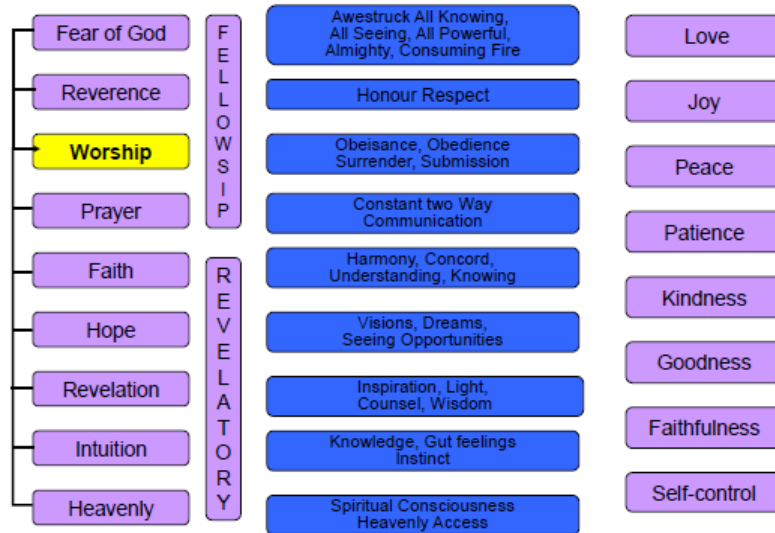 Fear of God
Reverence
Worship
Prayer
Faith
Hope
Revelation
Intuition
Heavenly
FELLOWSIP
REVELATORY
Awestruck All Knowing,
All Seeing, All Powerful,
Almighty, Consuming Fire
Honour Respect
Obeisance, Obedience
Surrender, Submission
Constant two Way
Communication
Harmony, Concord,
Understanding, Knowing
Visions, Dreams,
Seeing Opportunities
Inspiration, Light,
Counsel, Wisdom
Knowledge, Gut feelings
Instinct
Spiritual Consciousness
Heavenly Access
Love
Joy
Peace
Patience
Kindness
Goodness
Faithfulness
Self-control